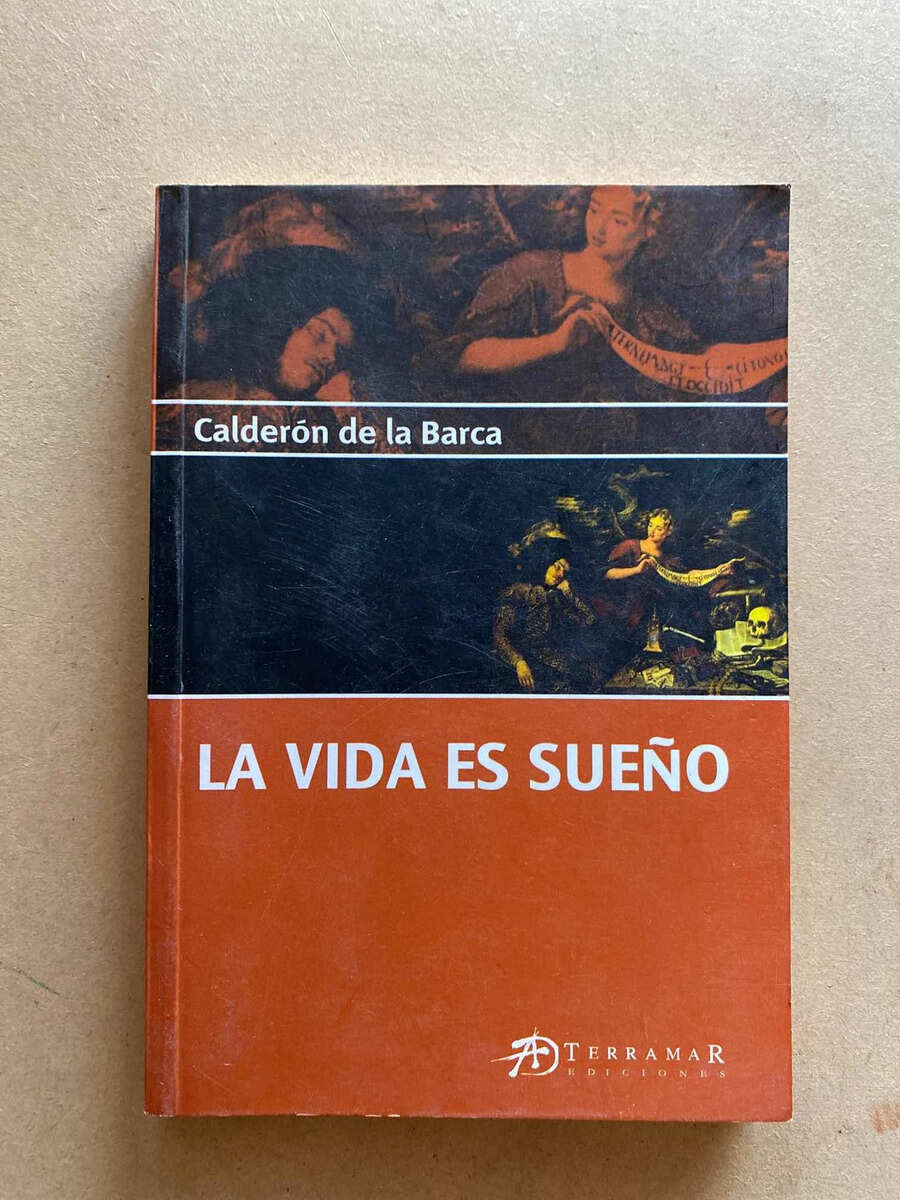 Calderón de la Barca
LA VIDA ES SUEÑO
TERRAMAR
EDICIONES